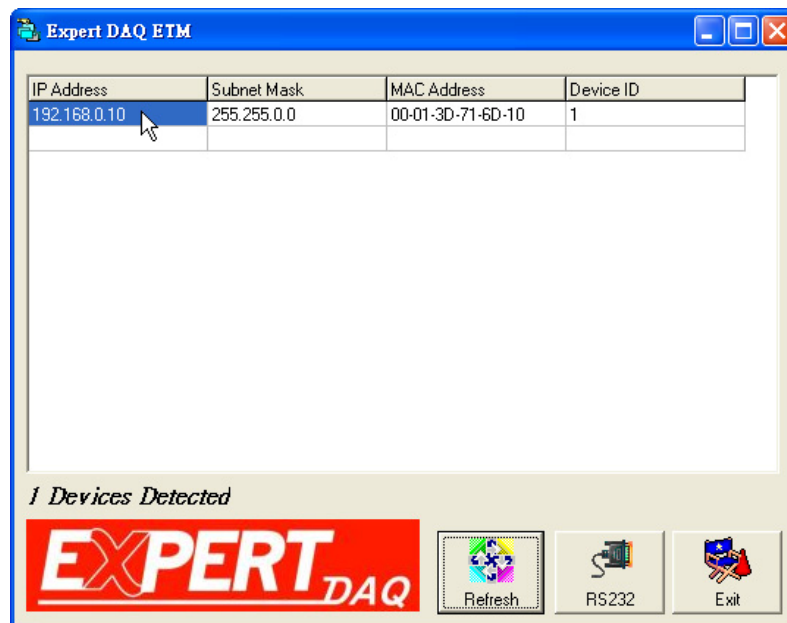 Expert DAQ ETM
IP Address Subnet Mask MAC Address Device ID
192.168.0.10 255.255.0.0 00-01-3D-71-6D-10 1
1 Devices Detected
EXPERT DAQ
Refresh RS232 Exit